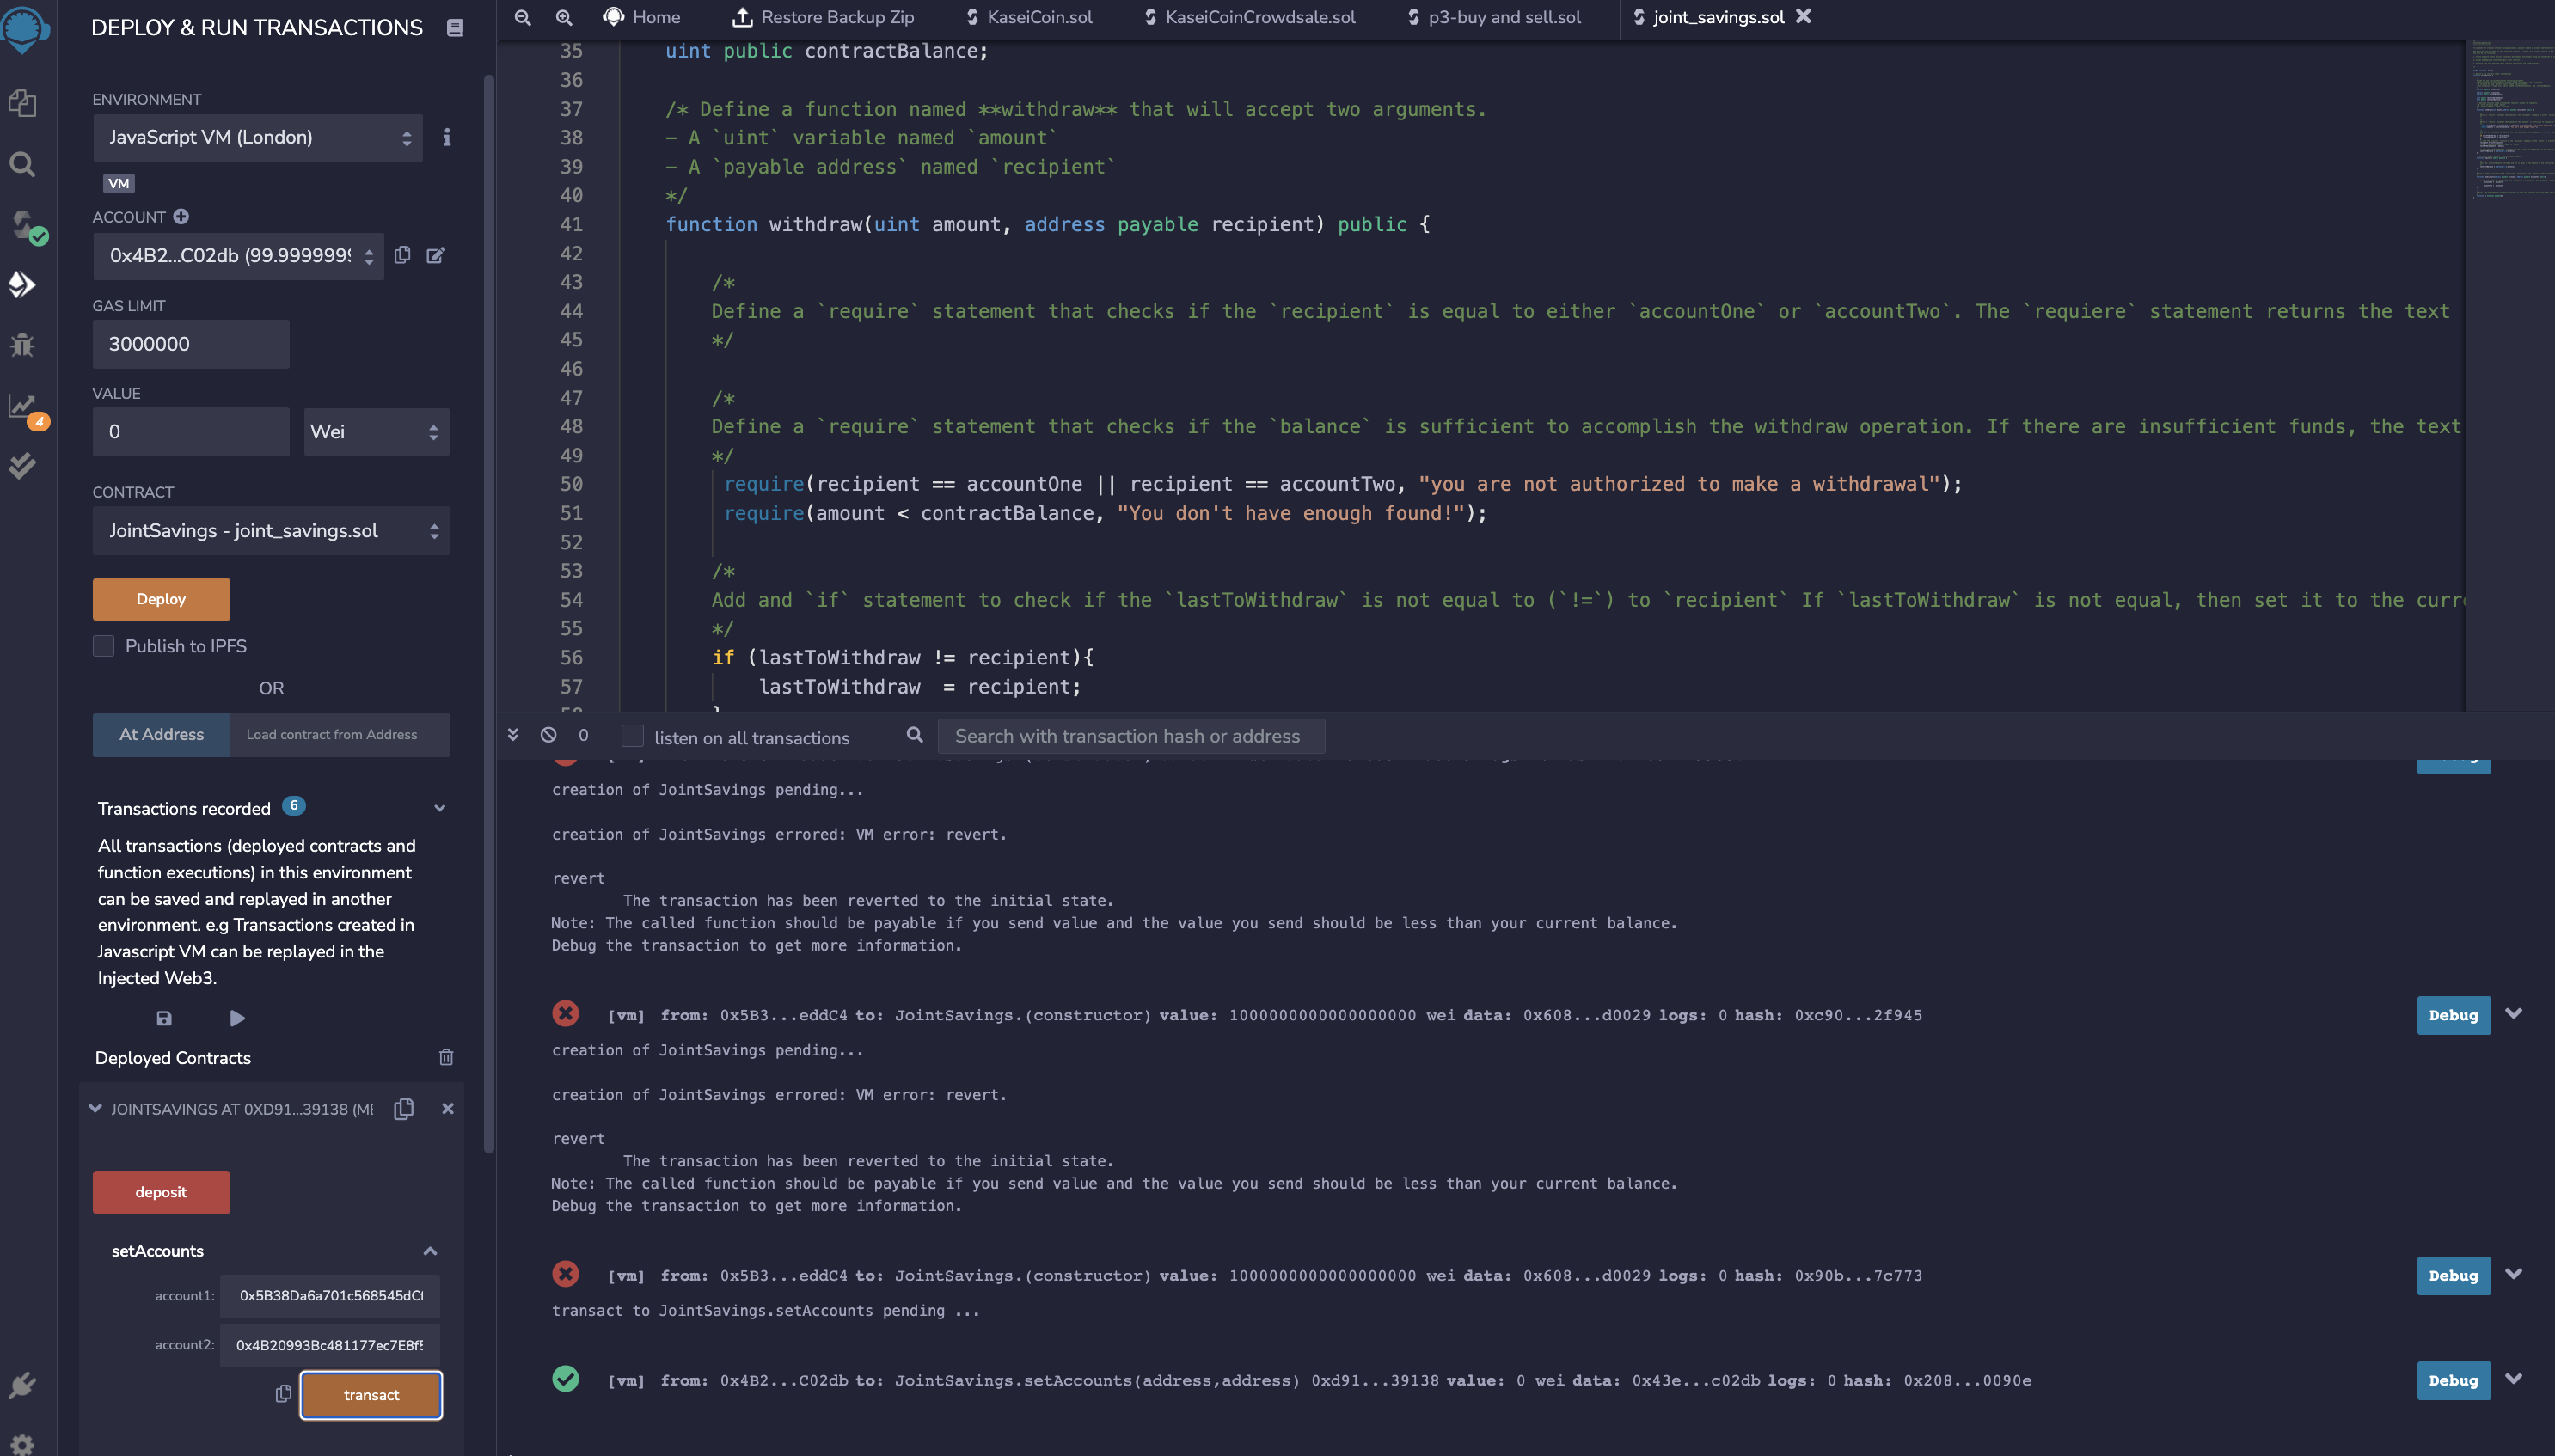 DEPLOY & RUN TRANSACTIONS
ENVIRONMENT
JavaScript VM (London)
VM
ACCOUNT
0x4B2...C02db (99.9999999
GAS LIMIT
3000000
VALUE
0
Wei
CONTRACT
JointSavings - joint_savings.sol
Deploy
Publish to IPFS
OR
At Address
Load contract from Address
Transactions recorded 6
All transactions (deployed contracts and
function executions) in this environment
can be saved and replayed in another
environment. e.g Transactions created in
Javascript VM can be replayed in the
Injected Web3.
Deployed Contracts
JOINTSAVINGS AT 0XD91...39138 (ME
deposit
setAccounts
account1: 0x5B38Da6a701c568545dCf
account2: 0x4B20993Bc481177ec7E8f5
transact
4
Home
Restore Backup Zip
KaseiCoin.sol
KaseiCoinCrowdsale.sol
p3-buy and sell.sol
joint_savings.sol
35 uint public contractBalance;
36
37 /* Define a function named **withdraw** that will accept two arguments.
38 - A `uint` variable named `amount`
39 - A `payable address` named `recipient`
40 */
41 function withdraw(uint amount, address payable recipient) public {
42
43 /*
44 Define a `require` statement that checks if the `recipient` is equal to either `accountOne` or `accountTwo`. The `requiere` statement returns the text `
45 */
46
47 /*
48 Define a `require` statement that checks if the `balance` is sufficient to accomplish the withdraw operation. If there are insufficient funds, the text
49 */
50 require(recipient == accountOne || recipient == accountTwo, "you are not authorized to make a withdrawal");
51 require(amount < contractBalance, "You don't have enough found!");
52
53 /*
54 Add and `if` statement to check if the `lastToWithdraw` is not equal to (`!=`) to `recipient` If `lastToWithdraw` is not equal, then set it to the curre
55 */
56 if (lastToWithdraw != recipient){
57 lastToWithdraw  = recipient;
58 }
0
listen on all transactions
Search with transaction hash or address
creation of JointSavings pending...
creation of JointSavings errored: VM error: revert.
revert
The transaction has been reverted to the initial state.
Note: The called function should be payable if you send value and the value you send should be less than your current balance.
Debug the transaction to get more information.
[vm] from: 0x5B3...eddC4 to: JointSavings.(constructor) value: 1000000000000000000 wei data: 0x608...d0029 logs: 0 hash: 0xc90...2f945
Debug
creation of JointSavings pending...
creation of JointSavings errored: VM error: revert.
revert
The transaction has been reverted to the initial state.
Note: The called function should be payable if you send value and the value you send should be less than your current balance.
Debug the transaction to get more information.
[vm] from: 0x5B3...eddC4 to: JointSavings.(constructor) value: 1000000000000000000 wei data: 0x608...d0029 logs: 0 hash: 0x90b...7c773
Debug
transact to JointSavings.setAccounts pending ...
[vm] from: 0x4B2...C02db to: JointSavings.setAccounts(address,address) 0xd91...39138 value: 0 wei data: 0x43e...c02db logs: 0 hash: 0x208...0090e
Debug